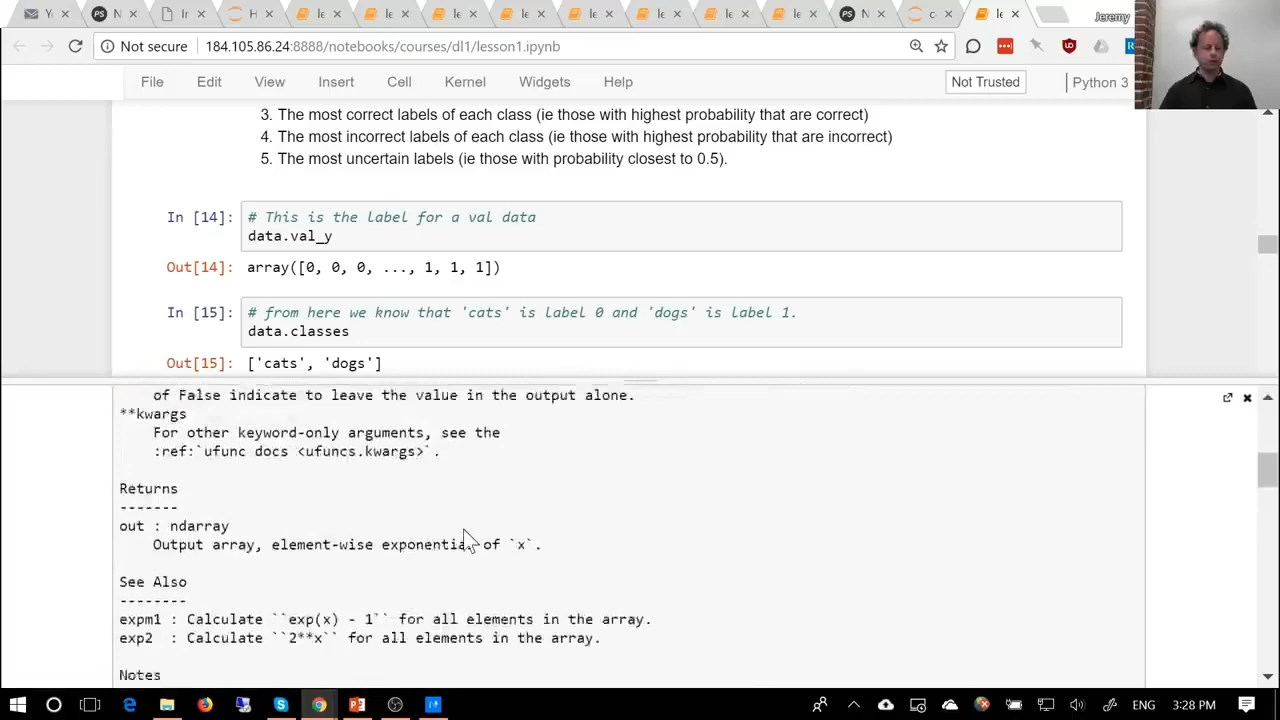 Jeremy
Not secure 184.105.86.24:8888/notebooks/courses/dl1/lesson1.ipynb
File Edit View Insert Cell Kernel Widgets Help Not Trusted Python 3
3. The most correct labels of each class (ie those with highest probability that are correct)
4. The most incorrect labels of each class (ie those with highest probability that are incorrect)
5. The most uncertain labels (ie those with probability closest to 0.5).
In [14]: # This is the label for a val data
data.val_y
Out[14]: array([0, 0, 0, ..., 1, 1, 1])
In [15]: # from here we know that 'cats' is label 0 and 'dogs' is label 1.
data.classes
Out[15]: ['cats', 'dogs']
of False indicate to leave the value in the output alone.
**kwargs
For other keyword-only arguments, see the
:ref:`ufunc docs <ufuncs.kwargs>`.
Returns
-------
out : ndarray
Output array, element-wise exponential of `x`.
See Also
--------
expm1 : Calculate ``exp(x) - 1`` for all elements in the array.
exp2 : Calculate ``2**x`` for all elements in the array.
Notes
ENG 3:28 PM